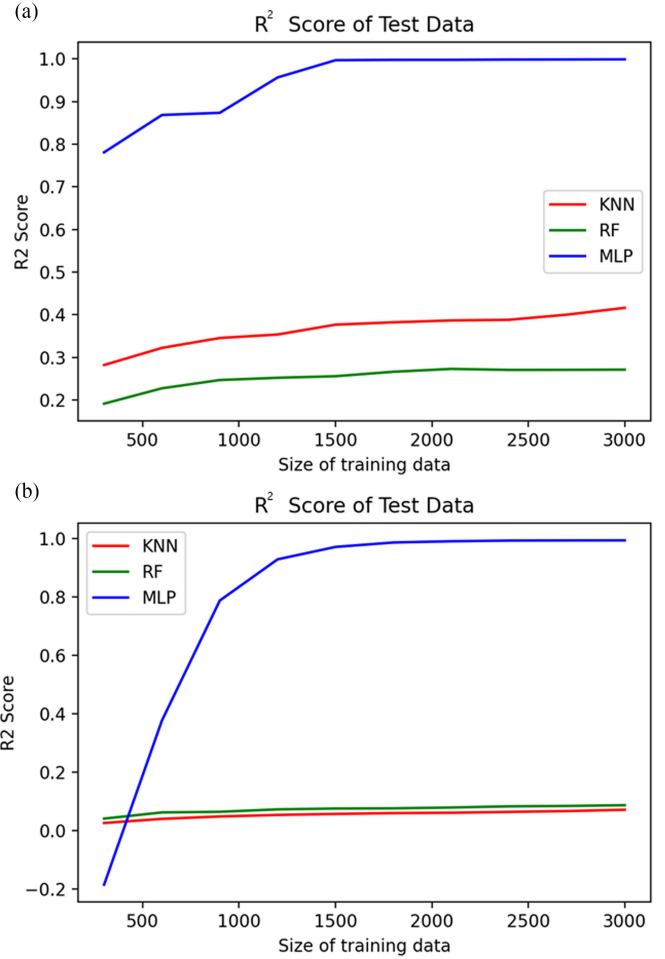 (a)
R² Score of Test Data
1.0
0.9
0.8
0.7
0.6
0.5
0.4
0.3
0.2
R2 Score
KNN
RF
MLP
500 1000 1500 2000 2500 3000
Size of training data
(b)
R² Score of Test Data
1.0
0.8
0.6
0.4
0.2
0.0
−0.2
R2 Score
KNN
RF
MLP
500 1000 1500 2000 2500 3000
Size of training data